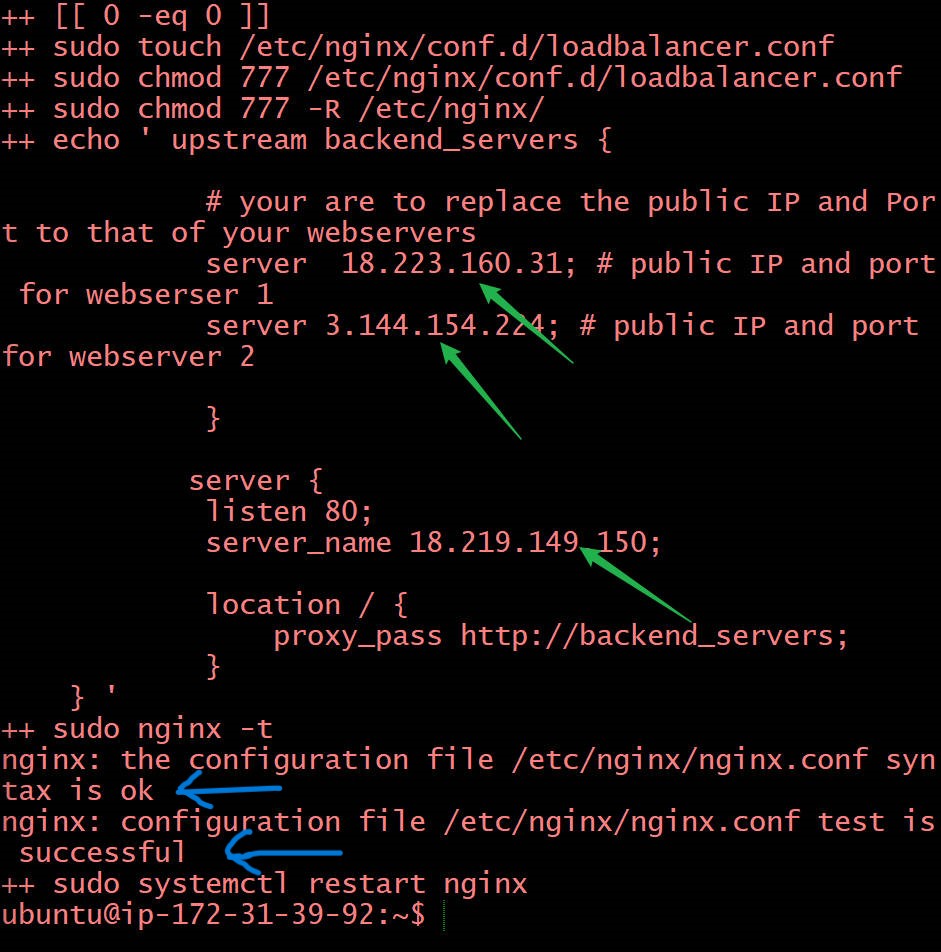 ++ [[ 0 -eq 0 ]]
++ sudo touch /etc/nginx/conf.d/loadbalancer.conf
++ sudo chmod 777 /etc/nginx/conf.d/loadbalancer.conf
++ sudo chmod 777 -R /etc/nginx/
++ echo ' upstream backend_servers {
# your are to replace the public IP and Por
t to that of your webservers
server  18.223.160.31; # public IP and port
for webserser 1
server 3.144.154.224; # public IP and port
for webserver 2
}
server {
listen 80;
server_name 18.219.149.150;
location / {
proxy_pass http://backend_servers;
}
} '
++ sudo nginx -t
nginx: the configuration file /etc/nginx/nginx.conf syn
tax is ok
nginx: configuration file /etc/nginx/nginx.conf test is
successful
++ sudo systemctl restart nginx
ubuntu@ip-172-31-39-92:~$